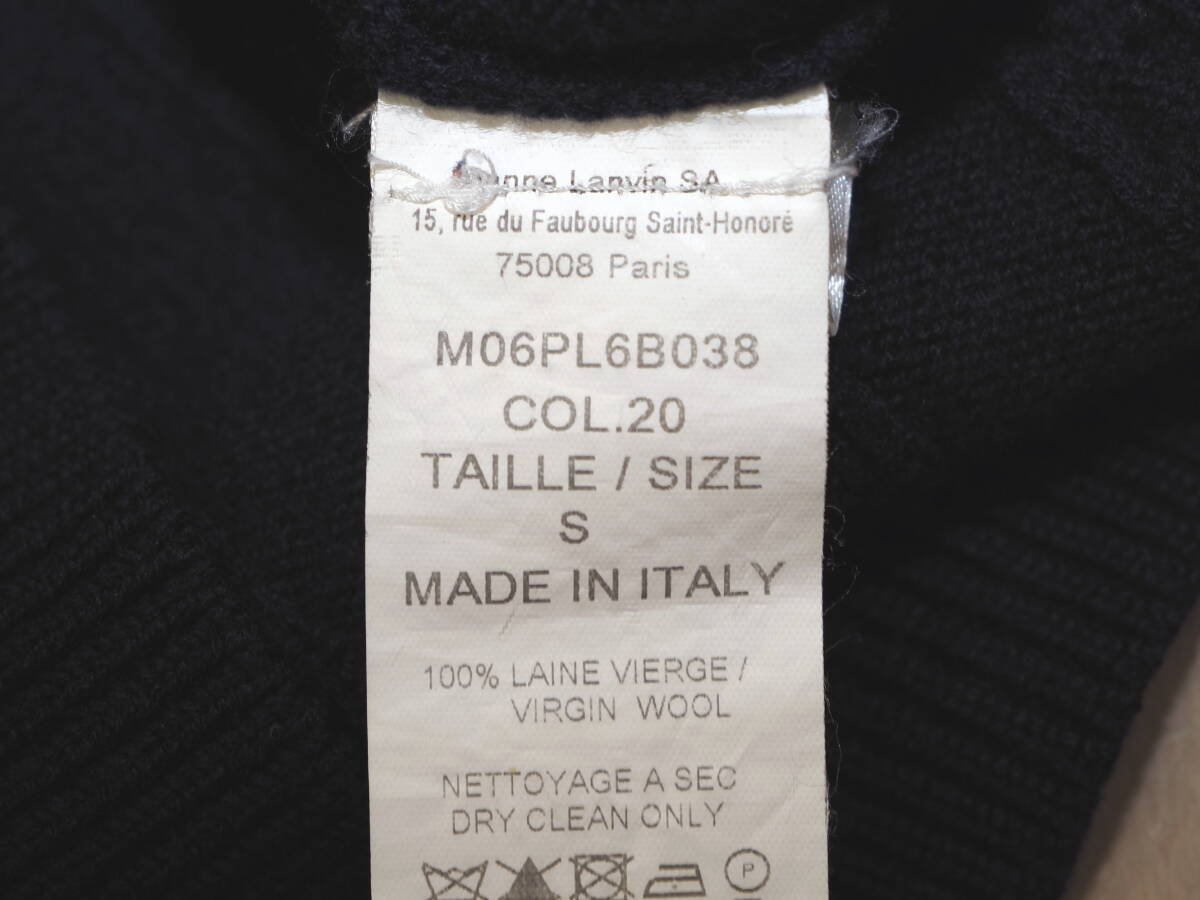 Lanvin SA
15, rue du Faubourg Saint-Honoré
75008 Paris
M06PL6B038
COL.20
TAILLE / SIZE
S
MADE IN ITALY
100% LAINE VIERGE /
VIRGIN WOOL
NETTOYAGE A SEC
DRY CLEAN ONLY
P